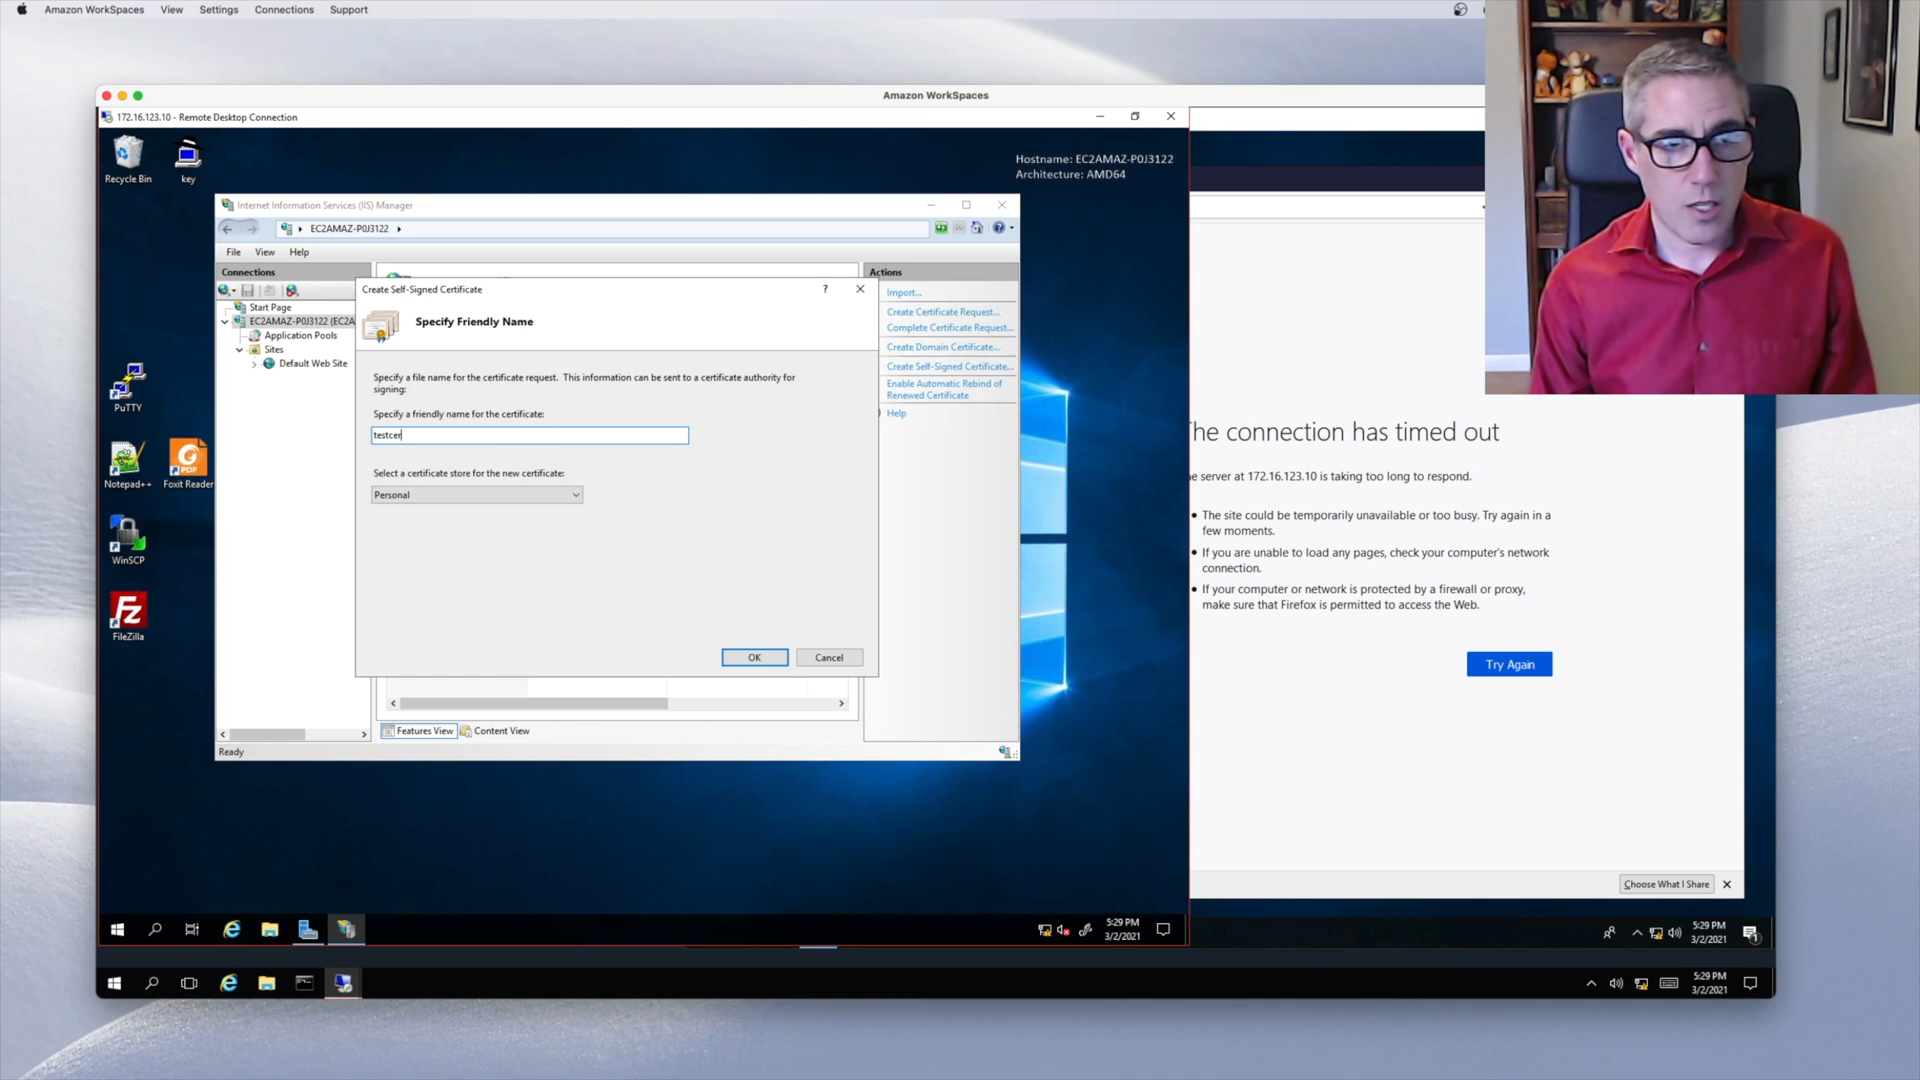 Amazon WorkSpaces View Settings Connections Support
Amazon WorkSpaces
172.16.123.10 - Remote Desktop Connection
Hostname: EC2AMAZ-P0J3122
Architecture: AMD64
Recycle Bin
key
PuTTY
Notepad++
Foxit Reader
WinSCP
FileZilla
Internet Information Services (IIS) Manager
EC2AMAZ-P0J3122
File View Help
Connections
Start Page
EC2AMAZ-P0J3122 (EC2A
Application Pools
Sites
Default Web Site
Create Self-Signed Certificate
?
Specify Friendly Name
Specify a file name for the certificate request. This information can be sent to a certificate authority for
signing:
Specify a friendly name for the certificate:
testcer
Select a certificate store for the new certificate:
Personal
OK Cancel
Actions
Import...
Create Certificate Request...
Complete Certificate Request...
Create Domain Certificate...
Create Self-Signed Certificate...
Enable Automatic Rebind of
Renewed Certificate
Help
Features View Content View
Ready
5:29 PM
3/2/2021
he connection has timed out
e server at 172.16.123.10 is taking too long to respond.
The site could be temporarily unavailable or too busy. Try again in a
few moments.
If you are unable to load any pages, check your computer's network
connection.
If your computer or network is protected by a firewall or proxy,
make sure that Firefox is permitted to access the Web.
Try Again
Choose What I Share
5:29 PM
3/2/2021
1
5:29 PM
3/2/2021